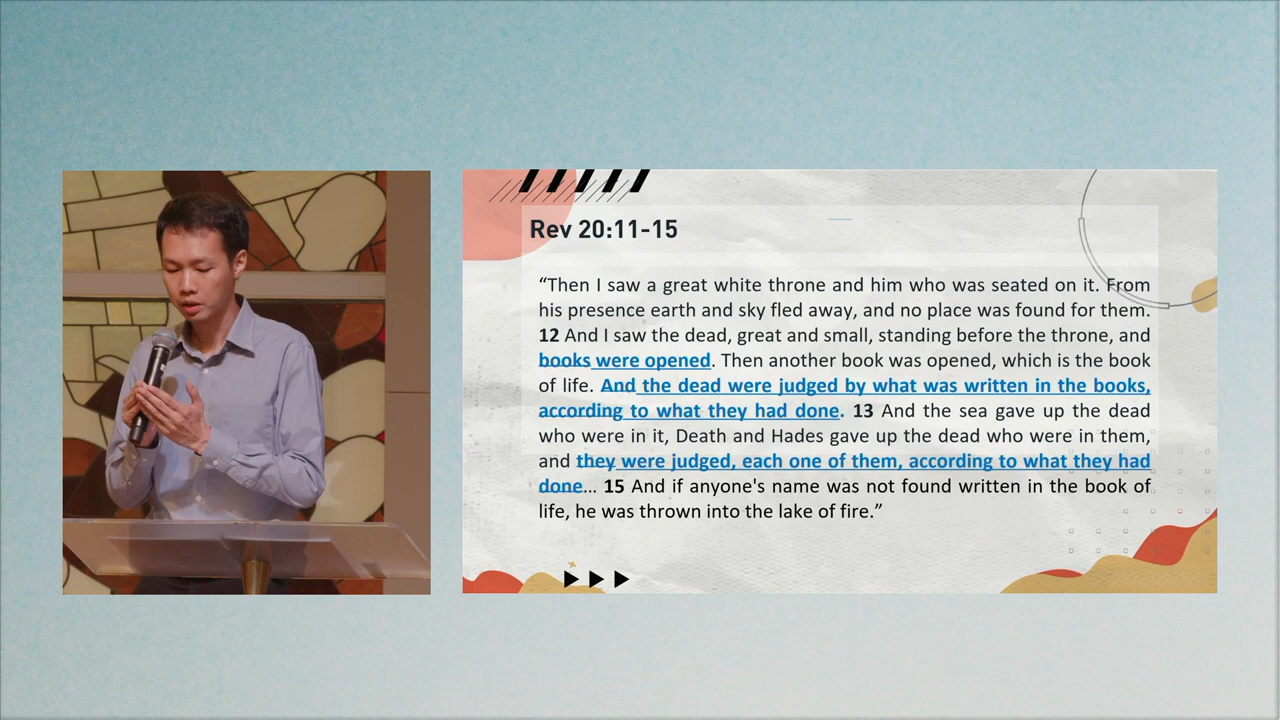 Rev 20:11-15
“Then I saw a great white throne and him who was seated on it. From
his presence earth and sky fled away, and no place was found for them.
12 And I saw the dead, great and small, standing before the throne, and
books were opened. Then another book was opened, which is the book
of life. And the dead were judged by what was written in the books,
according to what they had done. 13 And the sea gave up the dead
who were in it, Death and Hades gave up the dead who were in them,
and they were judged, each one of them, according to what they had
done… 15 And if anyone's name was not found written in the book of
life, he was thrown into the lake of fire.”